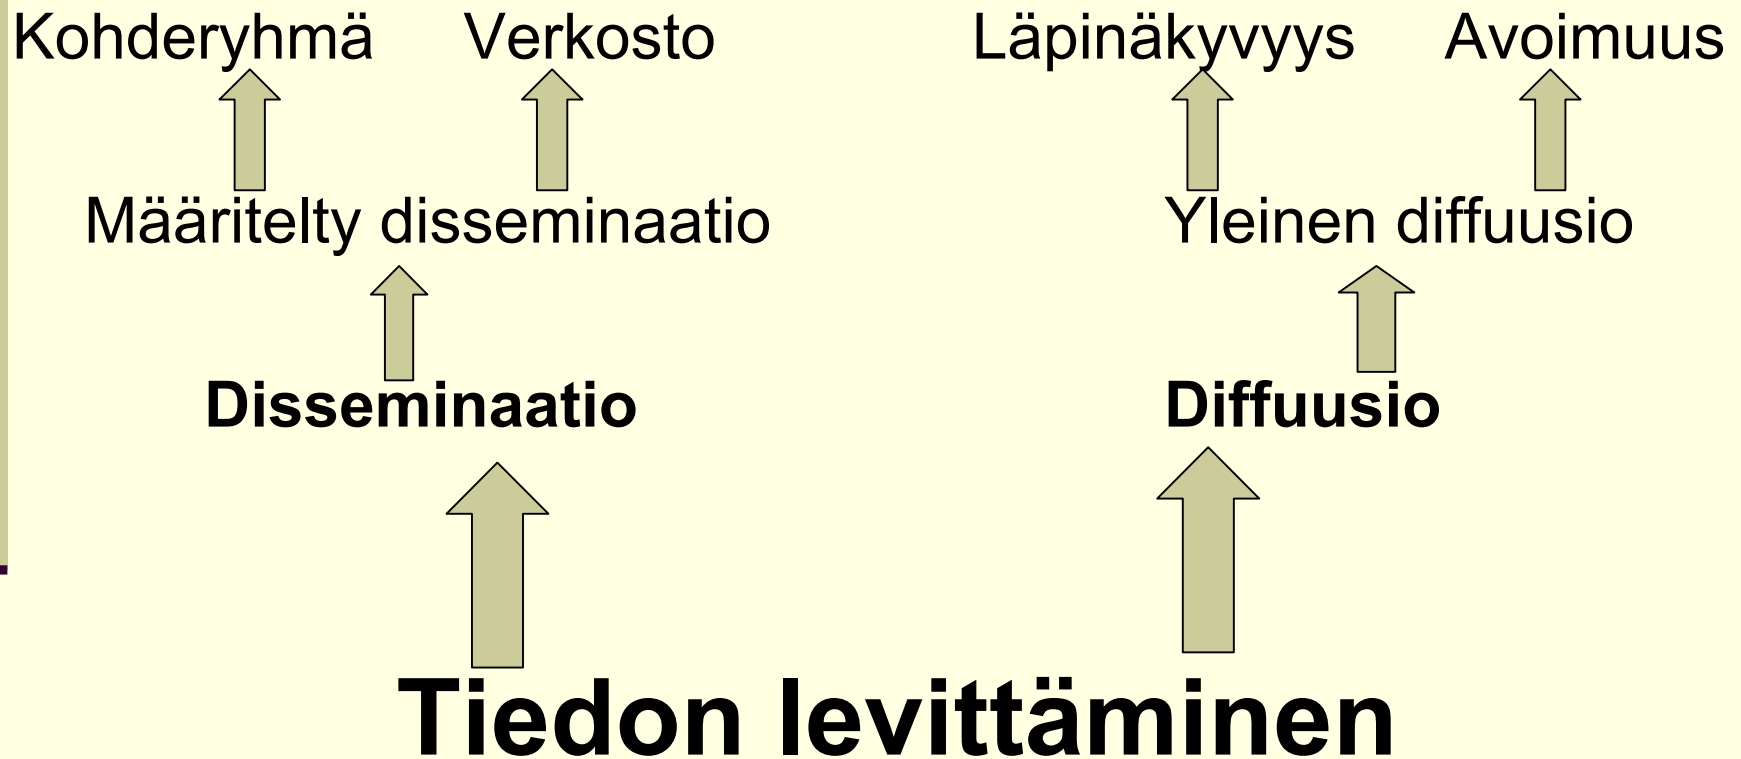 Kohderyhmä Verkosto Läpinäkyvyys Avoimuus
Määritelty disseminaatio Yleinen diffuusio
Disseminaatio Diffuusio
Tiedon levittäminen